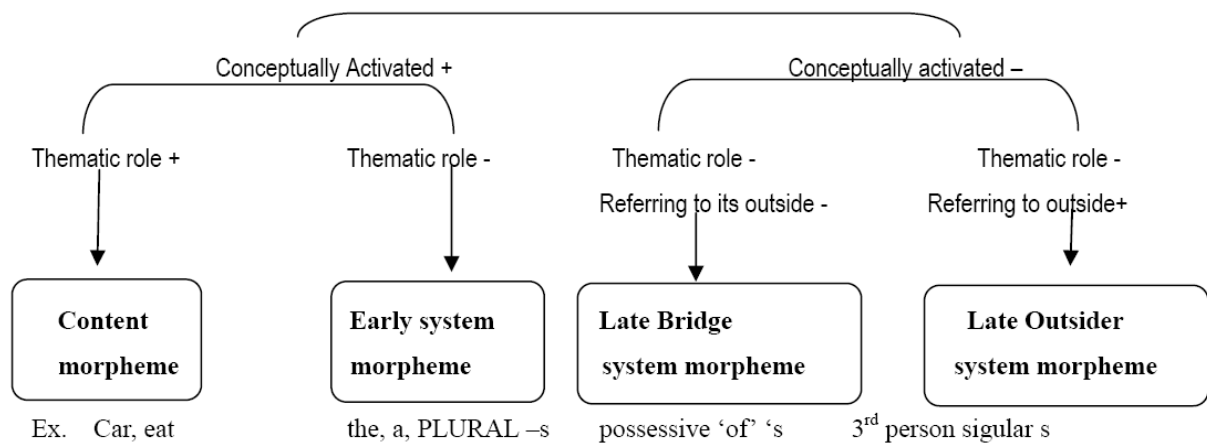 Conceptually Activated + Conceptually activated –
Thematic role + Thematic role - Thematic role - Thematic role -
Referring to its outside - Referring to outside+
Content Early system Late Bridge Late Outsider
morpheme morpheme system morpheme system morpheme
Ex. Car, eat the, a, PLURAL –s possessive ‘of’ ‘s 3rd person sigular s